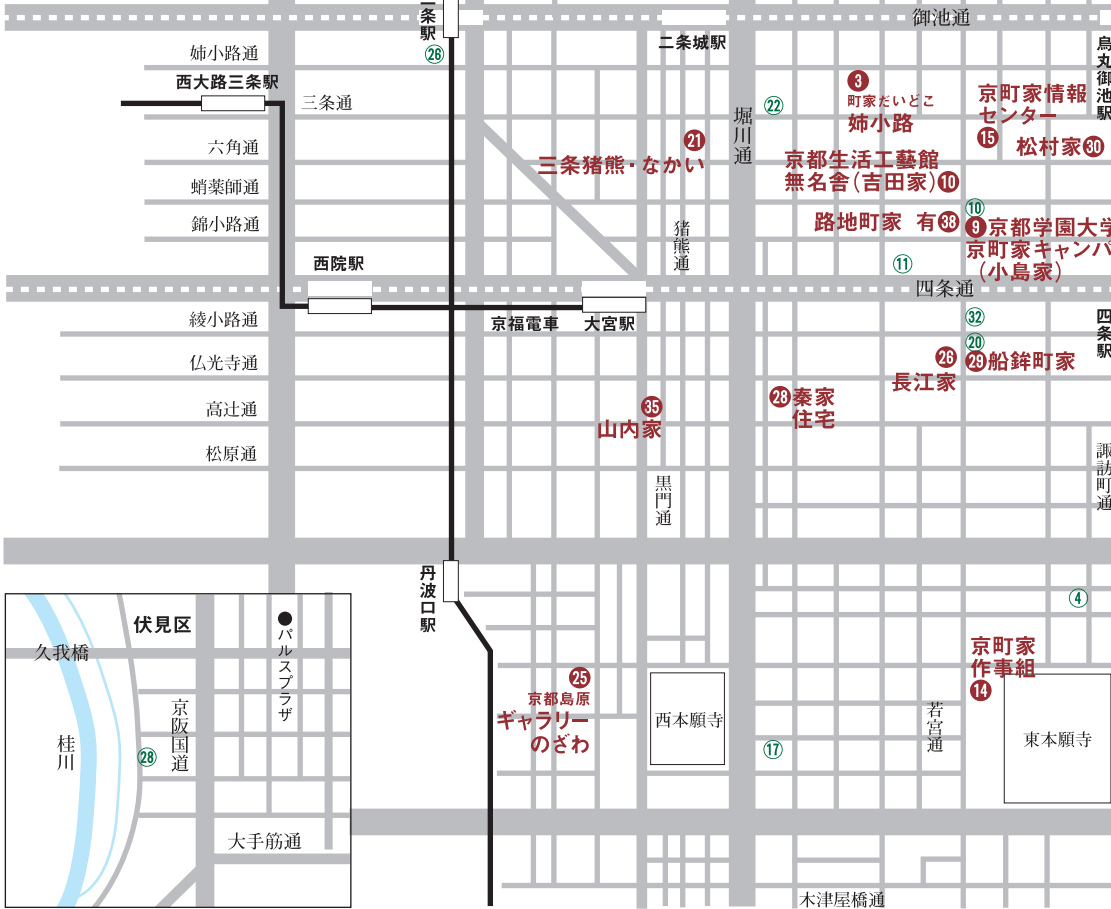 二条駅
御池通
㉖
二条城駅
烏丸御池駅
姉小路通
西大路三条駅
三条通
六角通
蛸薬師通
錦小路通
西院駅
綾小路通
仏光寺通
高辻通
松原通
京福電車
大宮駅
堀川通
㉒
3
町家だいどこ
姉小路
京町家情報
センター
15
松村家30
21
三条猪熊・なかい
京都生活工藝館
無名舎(吉田家)10
⑩
路地町家 有38
9京都学園大学
京町家キャンパ
(小島家)
猪熊通
⑪
四条通
㉜
⑳
四条駅
26
長江家
29船鉾町家
28秦家
住宅
35
山内家
黒門通
諏訪町通
丹波口駅
④
京町家
作事組
14
25
京都島原
ギャラリー
のざわ
西本願寺
⑰
若宮通
東本願寺
木津屋橋通
伏見区
久我橋
桂川
㉘
京阪国道
パルスプラザ
大手筋通